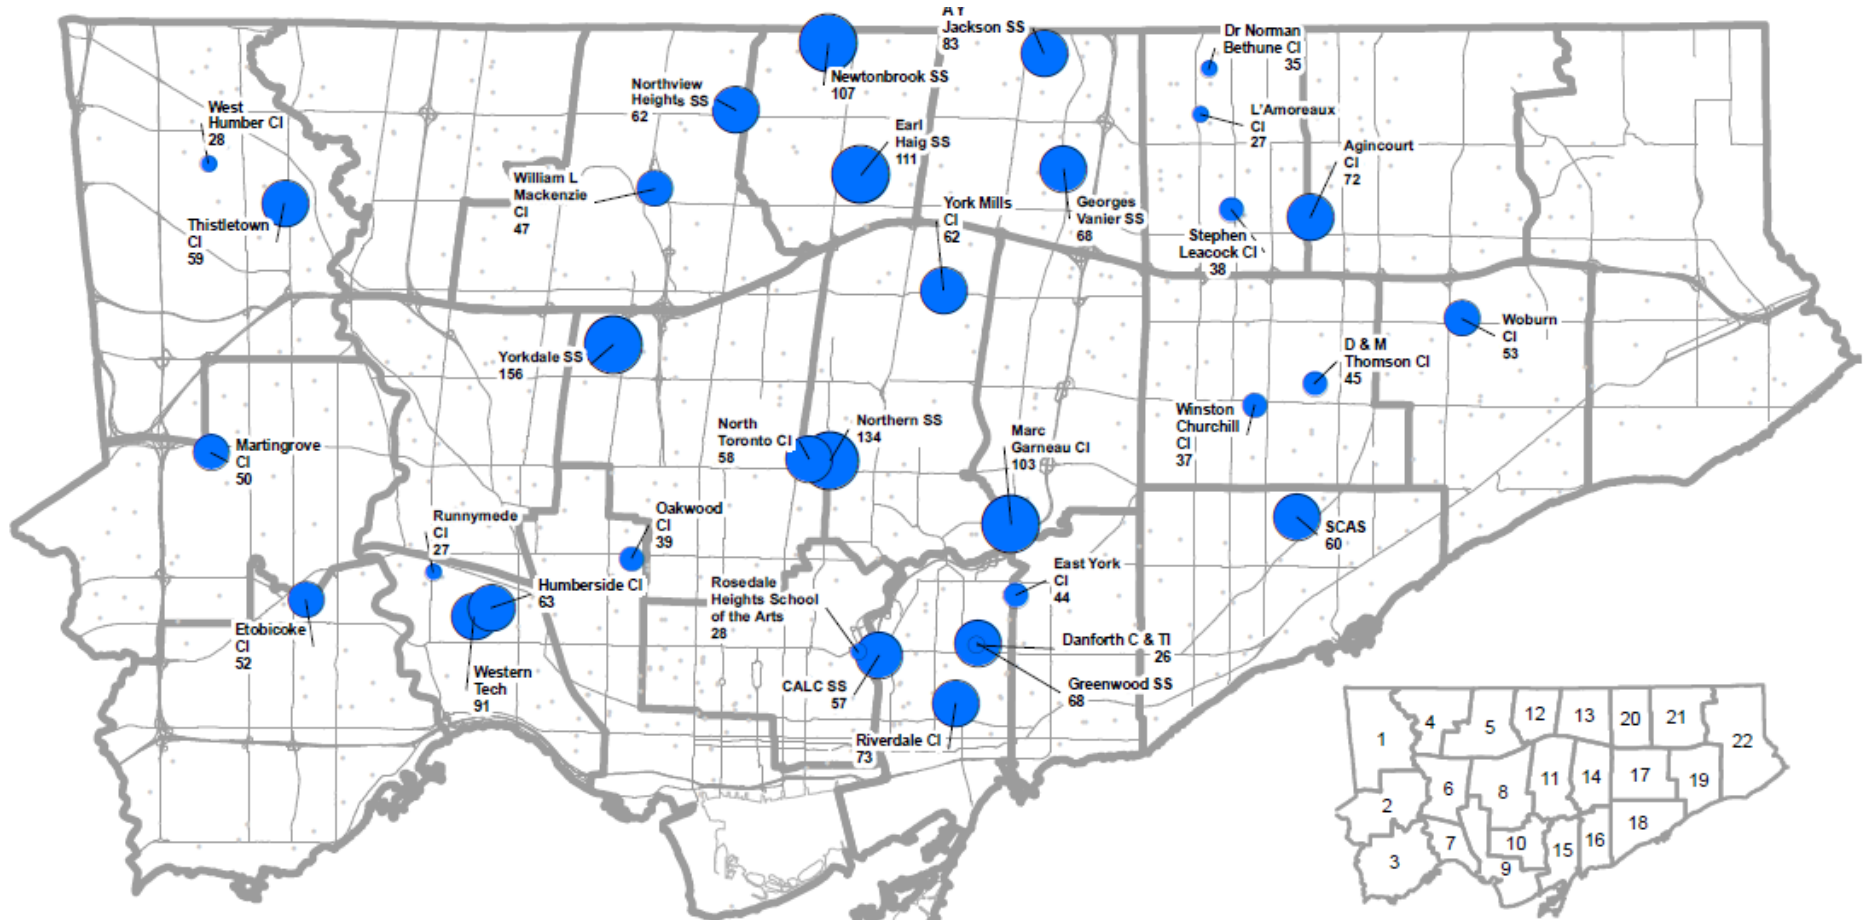 A Y
Jackson SS
83
Dr Norman
Bethune CI
35
Newtonbrook SS
107
Northview
Heights SS
62
West
Humber CI
28
Earl
Haig SS
111
L'Amoreaux
CI
27
Agincourt
CI
72
William L
Mackenzie
CI
47
York Mills
CI
62
Georges
Vanier SS
68
Thistletown
CI
59
Stephen
Leacock CI
38
Woburn
CI
53
D & M
Thomson CI
45
Yorkdale SS
156
Winston
Churchill
CI
37
North
Toronto CI
58
Northern SS
134
Marc
Garneau CI
103
Martingrove
CI
50
Runnymede
CI
27
Oakwood
CI
39
SCAS
60
East York
CI
44
Humberside CI
63
Rosedale
Heights School
of the Arts
28
Etobicoke
CI
52
Danforth C & TI
26
Western
Tech
91
CALC SS
57
Greenwood SS
68
Riverdale CI
73
1
2
3
4
5
6
7
8
9
10
11
12
13
14
15
16
17
18
19
20
21
22